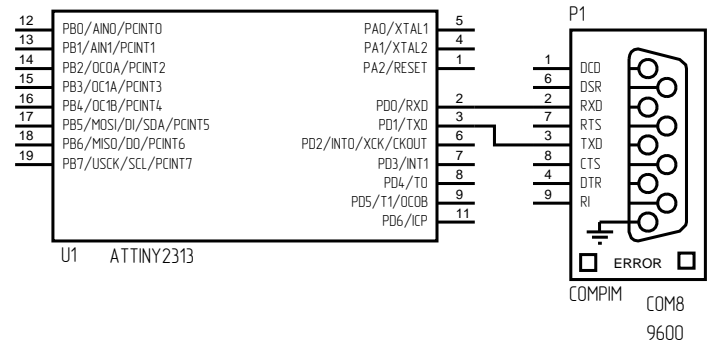 12 PB0/AIN0/PCINT0
13 PB1/AIN1/PCINT1
14 PB2/OC0A/PCINT2
15 PB3/OC1A/PCINT3
16 PB4/OC1B/PCINT4
17 PB5/MOSI/DI/SDA/PCINT5
18 PB6/MISO/DO/PCINT6
19 PB7/USCK/SCL/PCINT7
PA0/XTAL1 5
PA1/XTAL2 4
PA2/RESET 1
PD0/RXD 2
PD1/TXD 3
PD2/INT0/XCK/CKOUT 6
PD3/INT1 7
PD4/T0 8
PD5/T1/OC0B 9
PD6/ICP 11
U1 ATTINY2313
P1
1 DCD
6 DSR
2 RXD
7 RTS
3 TXD
8 CTS
4 DTR
9 RI
ERROR
COMPIM
COM8
9600